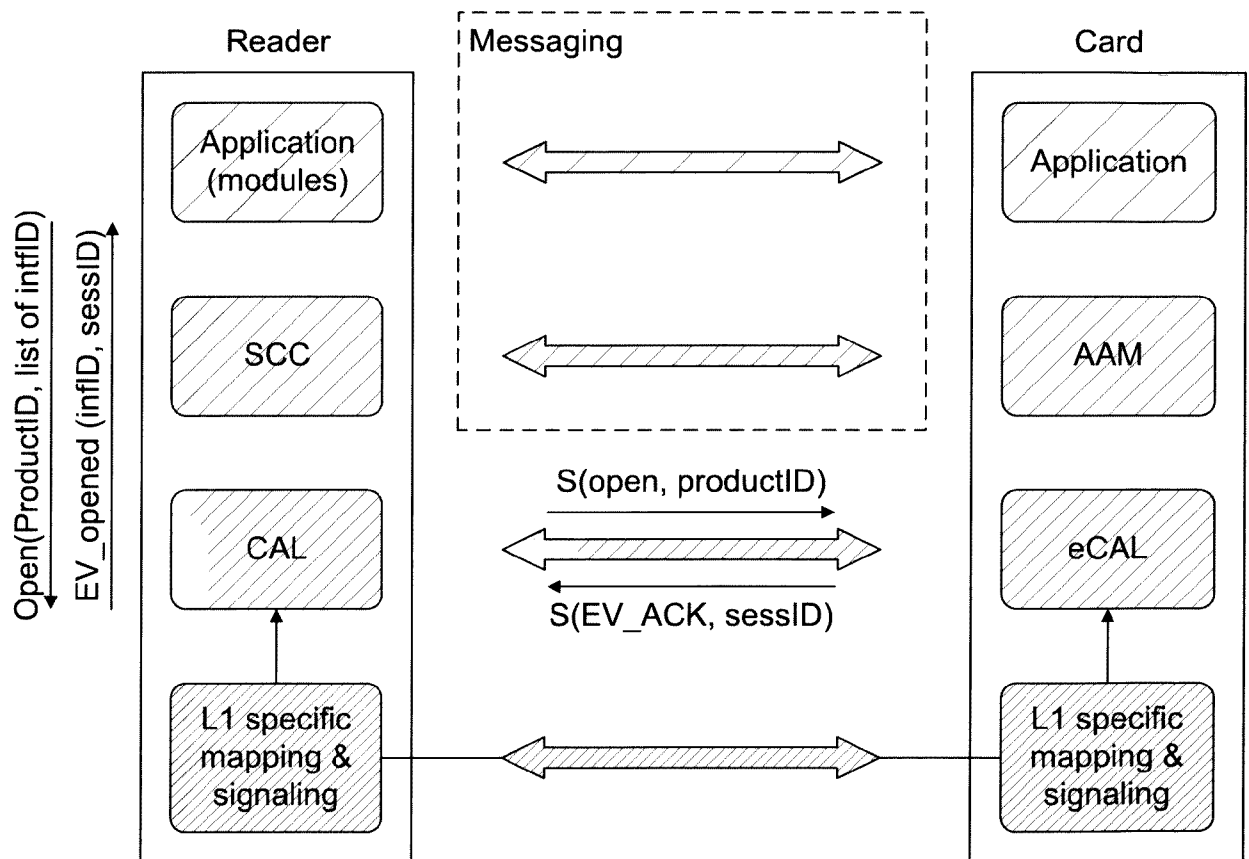 Reader
Messaging
Card
Application
(modules)
Application
Open(ProductID, list of intfID)
EV_opened (infID, sessID)
SCC
AAM
S(open, productID)
CAL
eCAL
S(EV_ACK, sessID)
L1 specific
mapping &
signaling
L1 specific
mapping &
signaling